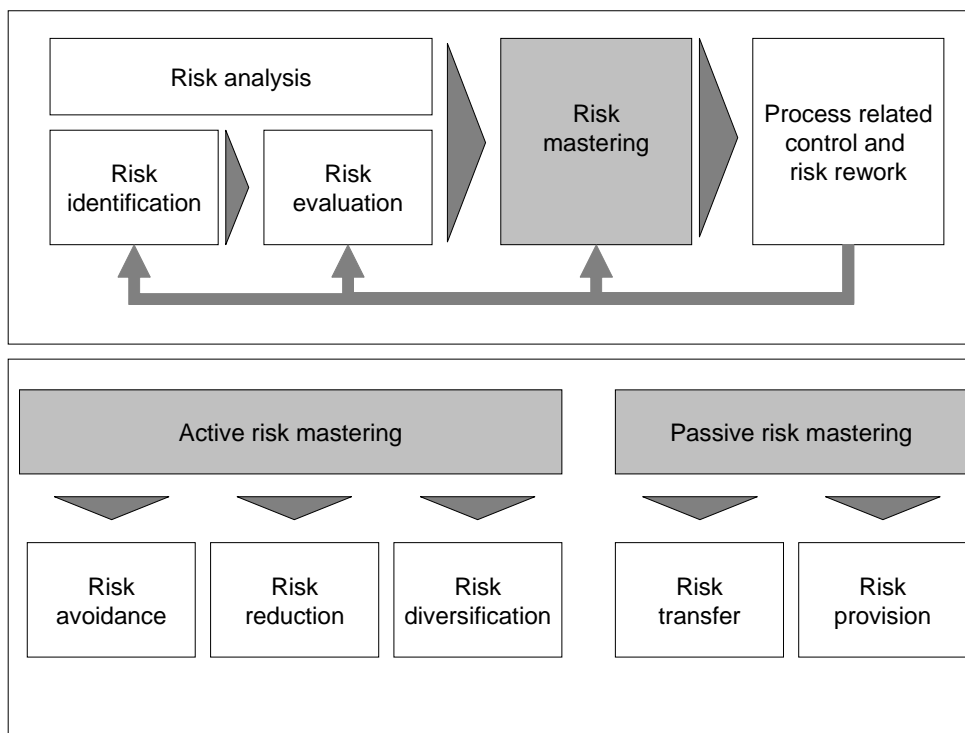 Risk analysis
Risk
identification
Risk
evaluation
Risk
mastering
Process related
control and
risk rework
Active risk mastering
Passive risk mastering
Risk
avoidance
Risk
reduction
Risk
diversification
Risk
transfer
Risk
provision